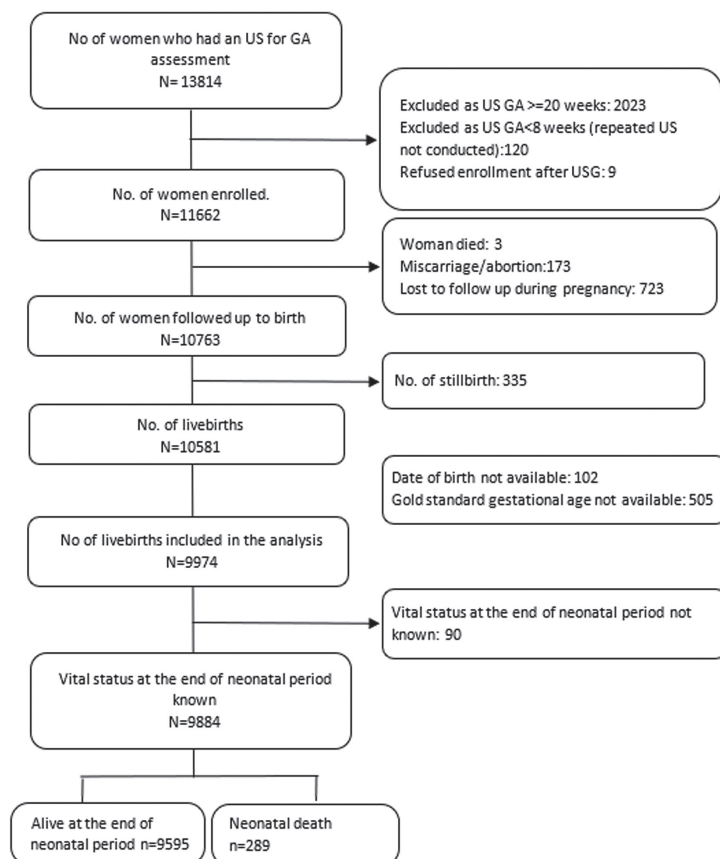 No of women who had an US for GA
assessment
N= 13814
Excluded as US GA >=20 weeks: 2023
Excluded as US GA<8 weeks (repeated US
not conducted):120
Refused enrollment after USG: 9
No. of women enrolled.
N=11662
Woman died: 3
Miscarriage/abortion:173
Lost to follow up during pregnancy: 723
No. of women followed up to birth
N=10763
No. of stillbirth: 335
No. of livebirths
N=10581
Date of birth not available: 102
Gold standard gestational age not available: 505
No of livebirths included in the analysis
N=9974
Vital status at the end of neonatal period not
known: 90
Vital status at the end of neonatal period
known
N=9884
Alive at the end of
neonatal period n=9595
Neonatal death
n=289